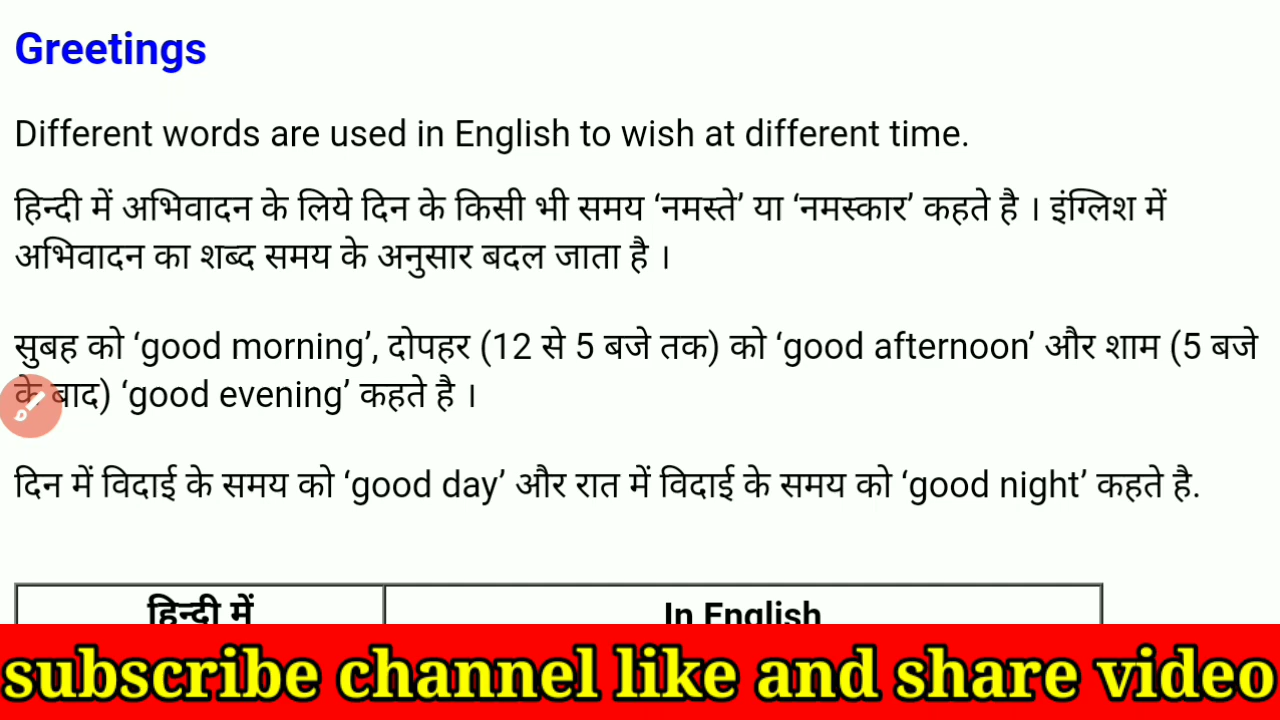 Greetings
Different words are used in English to wish at different time.
हिन्दी में अभिवादन के लिये दिन के किसी भी समय ‘नमस्ते’ या ‘नमस्कार’ कहते है । इंग्लिश में
अभिवादन का शब्द समय के अनुसार बदल जाता है ।
सुबह को ‘good morning’, दोपहर (12 से 5 बजे तक) को ‘good afternoon’ और शाम (5 बजे
के बाद) ‘good evening’ कहते है ।
दिन में विदाई के समय को ‘good day’ और रात में विदाई के समय को ‘good night’ कहते है.
हिन्दी में In English
subscribe channel like and share video